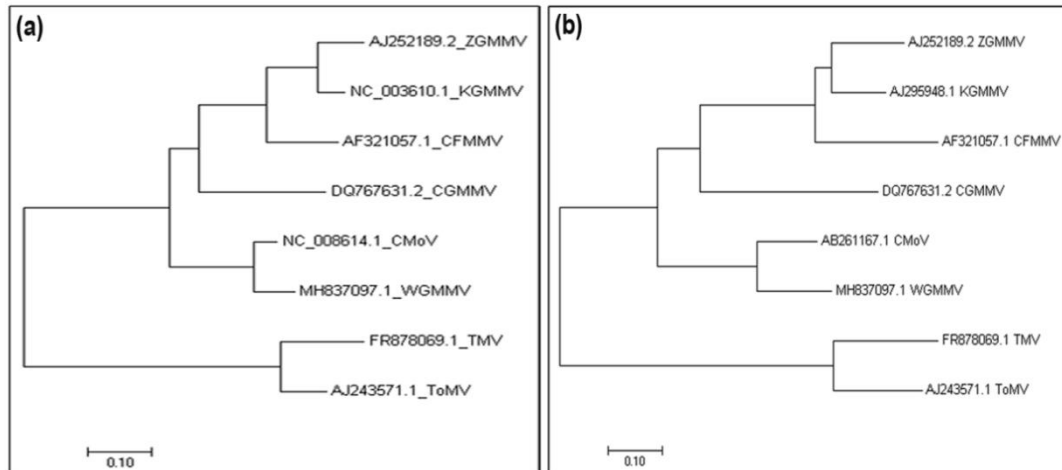 (a)
AJ252189.2_ZGMMV
NC_003610.1_KGMMV
AF321057.1_CFMMV
DQ767631.2_CGMMV
NC_008614.1_CMoV
MH837097.1_WGMMV
FR878069.1_TMV
AJ243571.1_ToMV
0.10
(b)
AJ252189.2 ZGMMV
AJ295948.1 KGMMV
AF321057.1 CFMMV
DQ767631.2 CGMMV
AB261167.1 CMoV
MH837097.1 WGMMV
FR878069.1 TMV
AJ243571.1 ToMV
0.10